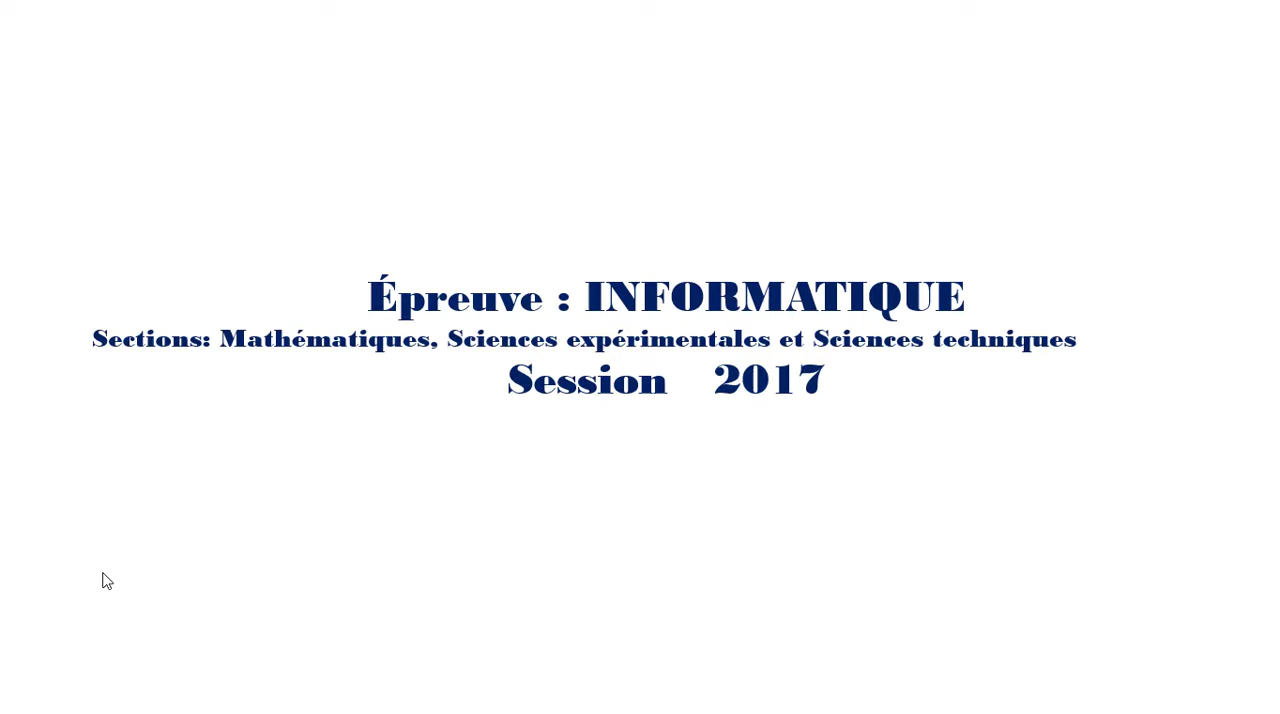 Épreuve : INFORMATIQUE
Sections: Mathématiques, Sciences expérimentales et Sciences techniques
Session 2017